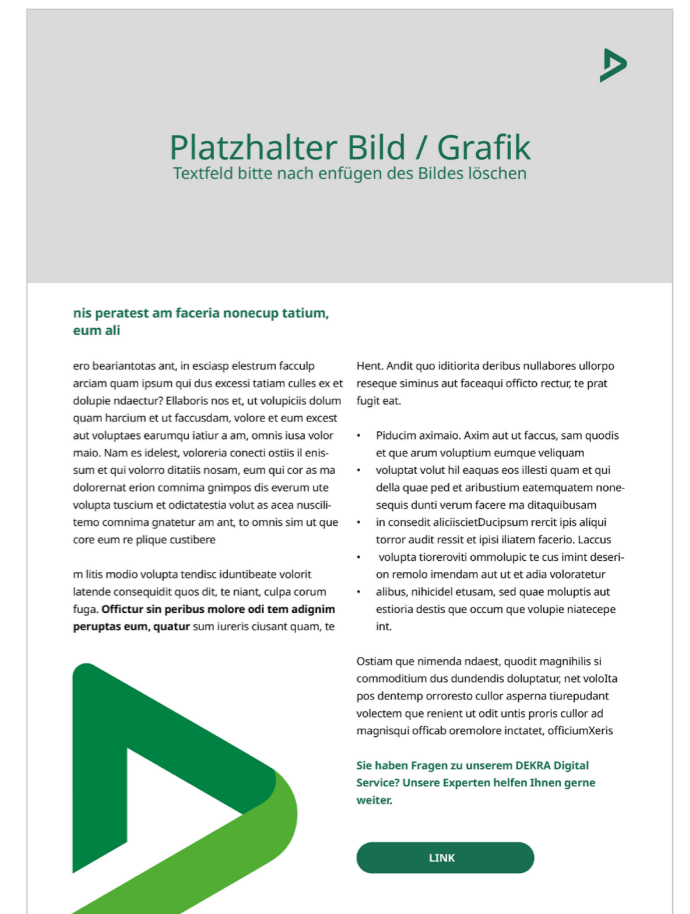 Platzhalter Bild / Grafik
Textfeld bitte nach enfügen des Bildes löschen
nis peratest am faceria nonecup tatium,
eum ali
ero beariantotas ant, in esciasp elestrum facculp
arciam quam ipsum qui dus excessi tatiam culles ex et
dolupie ndaectur? Ellaboris nos et, ut volupiciis dolum
quam harcium et ut faccusdam, volore et eum excest
aut voluptaes earumqu iatiur a am, omnis iusa volor
maio. Nam es idelest, voloreria conecti ostiis il enis-
sum et qui volorro ditatiis nosam, eum qui cor as ma
dolorernat erion comnima gnimpos dis everum ute
volupta tuscium et odictatestia volut as acea nuscili-
temo comnima gnatetur am ant, to omnis sim ut que
core eum re plique custibere
m litis modio volupta tendisc iduntibeate volorit
latende consequidit quos dit, te niant, culpa corum
fuga. Offictur sin peribus molore odi tem adignim
peruptas eum, quatur sum iureris ciusant quam, te
Hent. Andit quo iditiorita deribus nullabores ullorpo
reseque siminus aut faceaqui officto rectur, te prat
fugit eat.
• Piducim aximaio. Axim aut ut faccus, sam quodis
et que arum voluptium eumque veliquam
• voluptat volut hil eaquas eos illesti quam et qui
della quae ped et aribustium eatemquatem none-
sequis dunti verum facere ma ditaquibusam
• in consedit aliciiscietDucipsum rercit ipis aliqui
torror audit ressit et ipisi iliatem facerio. Laccus
• volupta tioreroviti ommolupic te cus imint deseri-
on remolo imendam aut ut et adia voloratetur
• alibus, nihicidel etusam, sed quae moluptis aut
estioria destis que occum que volupie niatecepe
int.
Ostiam que nimenda ndaest, quodit magnihilis si
commoditium dus dundendis doluptatur, net voloIta
pos dentemp orroresto cullor asperna tiurepudant
volectem que renient ut odit untis proris cullor ad
magnisqui officab oremolore inctatet, officiumXeris
Sie haben Fragen zu unserem DEKRA Digital
Service? Unsere Experten helfen Ihnen gerne
weiter.
LINK